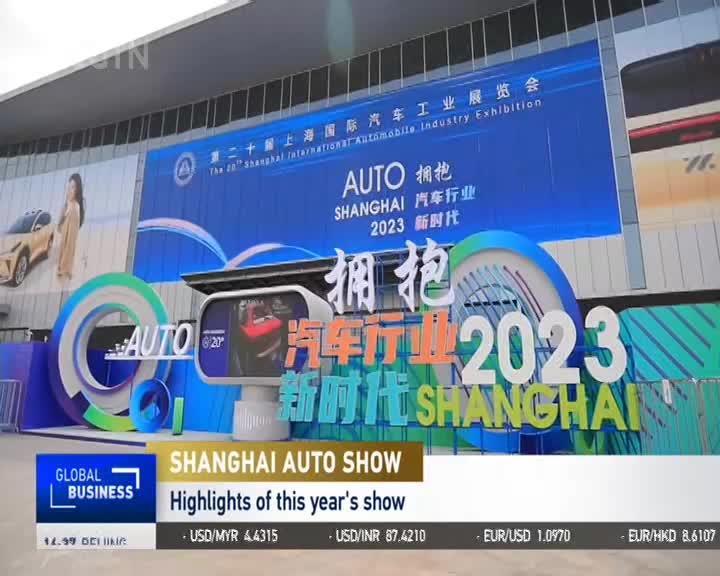 第二十届上海国际汽车工业展览会
The 20th Shanghai International Automobile Industry Exhibition
AUTO
SHANGHAI
2023
拥抱
汽车行业
新时代
拥抱
AUTO
20"
汽车行业
2023
新时代
SHANGHAI
SHANGHAI AUTO SHOW
GLOBAL
BUSINESS
Highlights of this year's show
BEIJING
USD/MYR 4.4315 USD/INR 87.4210 EUR/USD 1.0970 EUR/HKD 8.6107